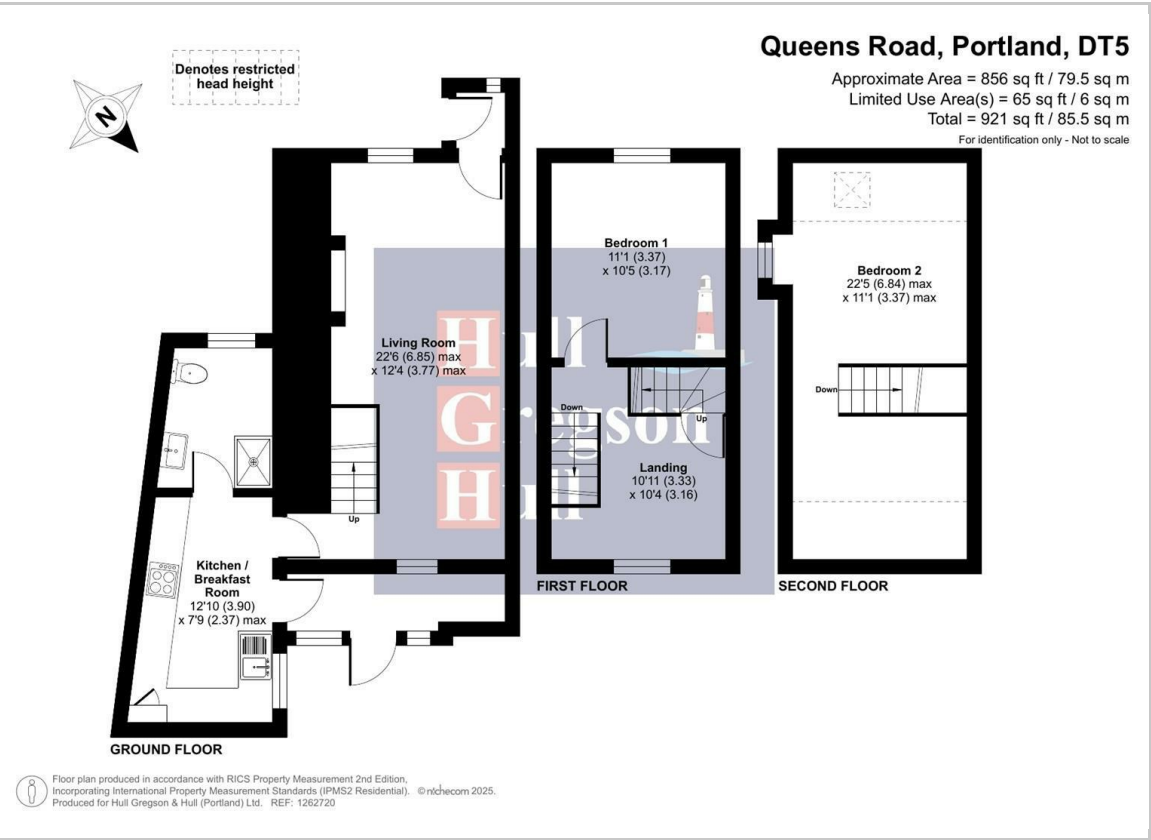 Queens Road, Portland, DT5
Approximate Area = 856 sq ft / 79.5 sq m
Limited Use Area(s) = 65 sq ft / 6 sq m
Total = 921 sq ft / 85.5 sq m
For identification only - Not to scale
Denotes restricted
head height
N
Bedroom 1
11'1 (3.37)
x 10'5 (3.17)
Bedroom 2
22'5 (6.84) max
x 11'1 (3.37) max
Living Room
22'6 (6.85) max
x 12'4 (3.77) max
Hull
Gregson
Hull
Down
Up
Down
Landing
10'11 (3.33)
x 10'4 (3.16)
Up
Kitchen /
Breakfast
Room
12'10 (3.90)
x 7'9 (2.37) max
FIRST FLOOR
SECOND FLOOR
GROUND FLOOR
Floor plan produced in accordance with RICS Property Measurement 2nd Edition,
Incorporating International Property Measurement Standards (IPMS2 Residential). © nichecom 2025.
Produced for Hull Gregson & Hull (Portland) Ltd. REF: 1262720